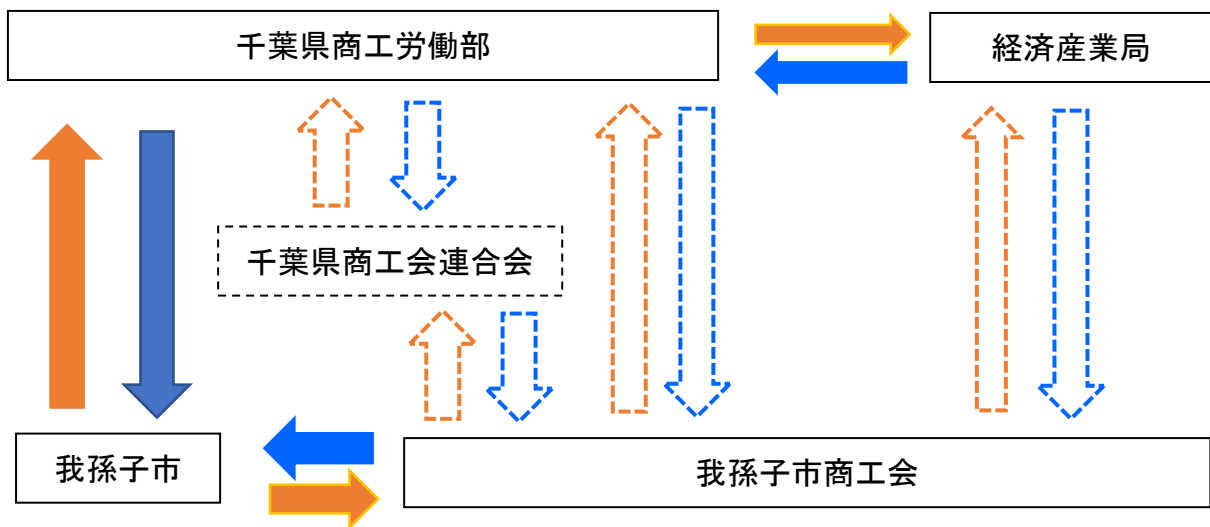 千葉県商工労働部
経済産業局
千葉県商工会連合会
我孫子市
我孫子市商工会